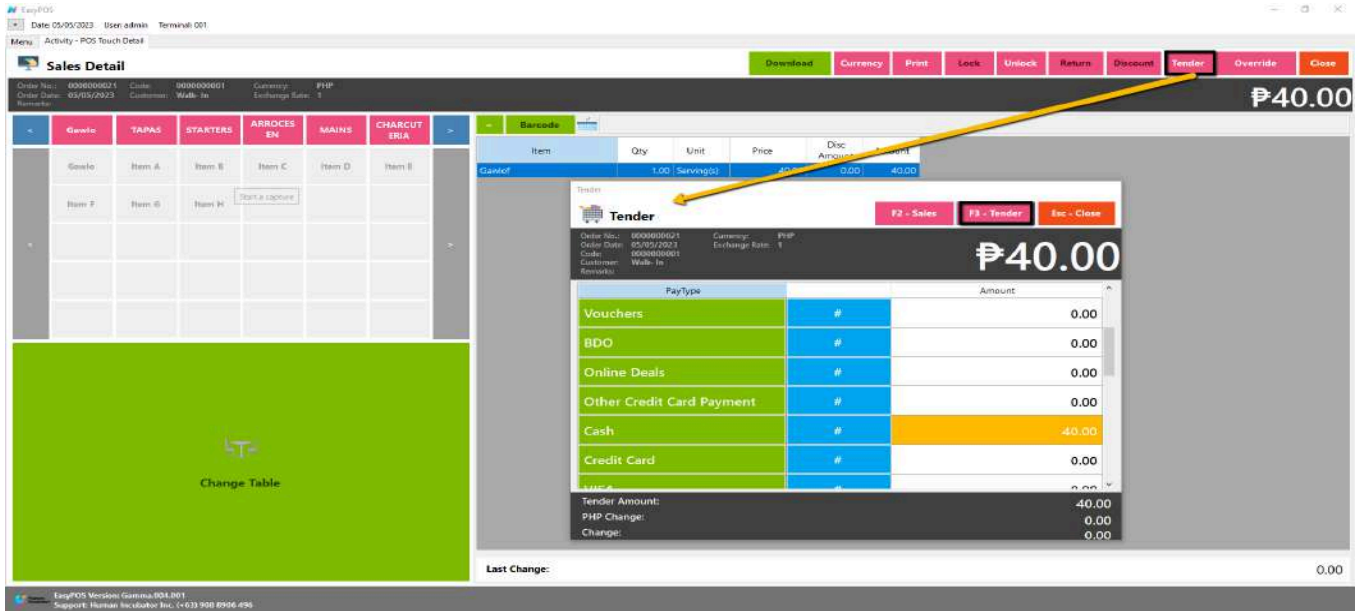 EasyPOS
Date: 05/05/2023 User: admin Terminal: 001
Menu Activity - POS Touch Detail
Sales Detail
Download Currency Print Lock Unlock Return Discount Tender Override Close
Order No.: 0000000021 Code: 0000000001 Currency: PHP
Order Date: 05/05/2023 Customer: Walk- In Exchange Rate: 1
Remarks:
₱40.00
< Gawlo TAPAS STARTERS ARROCES EN MAINS CHARCUT ERIA >
Barcode
Item Qty Unit Price Disc Amount
1.00 Serving(s) 0.00 40.00
Gawlo Item A Item B Item C Item D Item E
Item F Item G Item H Start a capture
Tender
Tender
F2 - Sales F3 - Tender Esc - Close
Order No.: 0000000021 Currency: PHP
Order Date: 05/05/2023 Exchange Rate: 1
Code: 0000000001
Customer: Walk- In
Remarks:
₱40.00
PayType Amount
Vouchers # 0.00
BDO # 0.00
Online Deals # 0.00
Other Credit Card Payment # 0.00
Cash # 40.00
Credit Card # 0.00
Tender Amount: 40.00
PHP Change: 0.00
Change: 0.00
Change Table
Last Change: 0.00
EasyPOS Version: Gamma.004.001
Support: Human Incubator Inc. (+63) 908 8906 496